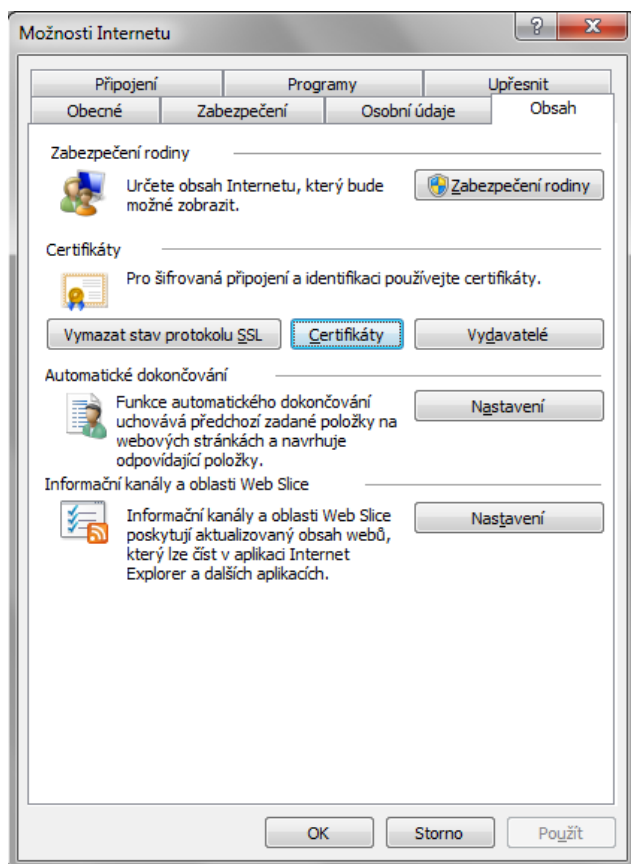 Možnosti Internetu
Připojení Programy Upřesnit
Obecné Zabezpečení Osobní údaje Obsah
Zabezpečení rodiny
Určete obsah Internetu, který bude
možné zobrazit.
Zabezpečení rodiny
Certifikáty
Pro šifrovaná připojení a identifikaci používejte certifikáty.
Vymazat stav protokolu SSL Certifikáty Vydavatelé
Automatické dokončování
Funkce automatického dokončování
uchovává předchozí zadané položky na
webových stránkách a navrhuje
odpovídající položky.
Nastavení
Informační kanály a oblasti Web Slice
Informační kanály a oblasti Web Slice
poskytují aktualizovaný obsah webů,
který lze číst v aplikaci Internet
Explorer a dalších aplikacích.
Nastavení
OK Storno Použít